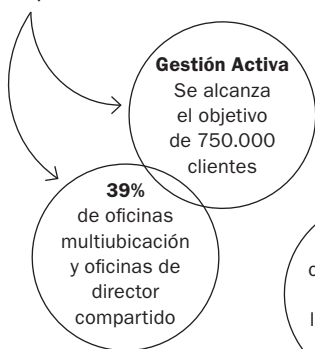 Gestión Activa
Se alcanza
el objetivo
de 750.000
clientes
39%
de oficinas
multiubicación
y oficinas de
director
compartido